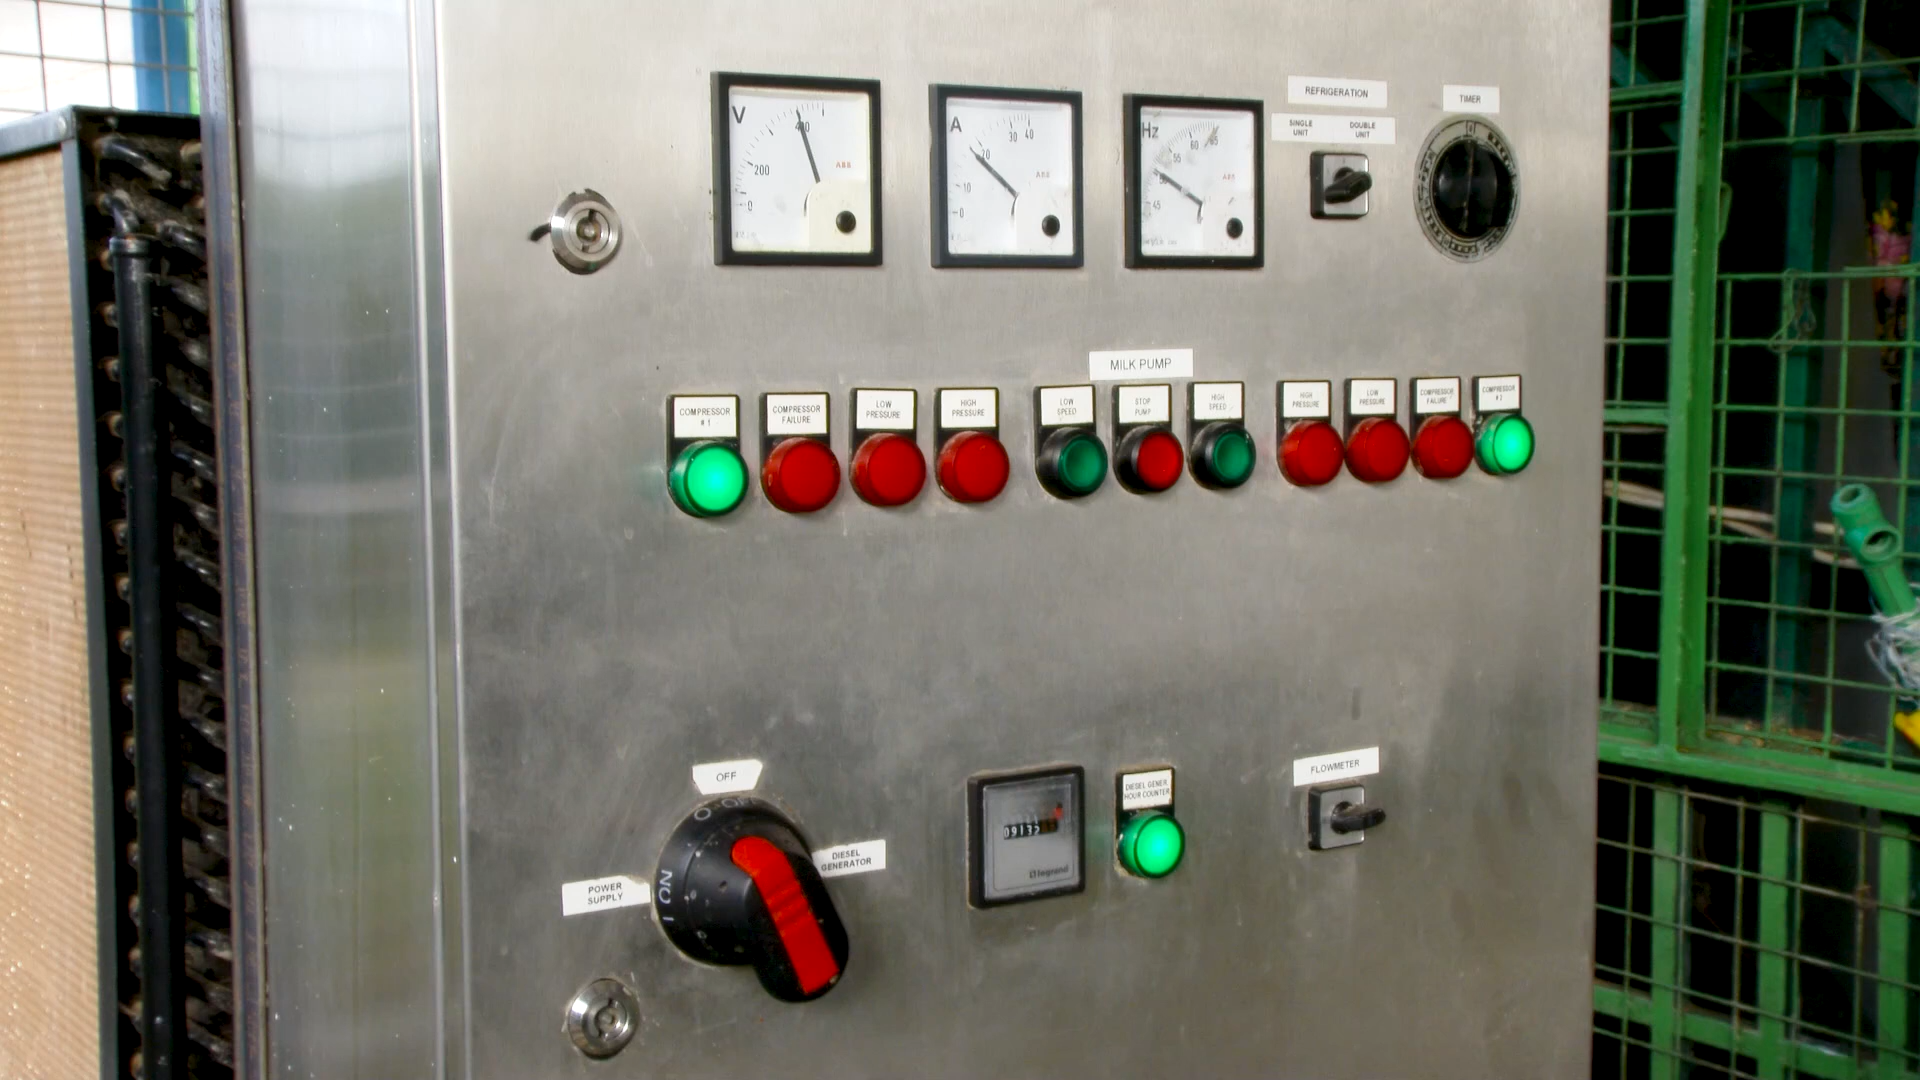 V
400
200
0
ABB
A
40
30
20
10
0
ABB
Hz
65
60
55
50
45
ABB
REFRIGERATION
SINGLE
UNIT
DOUBLE
UNIT
TIMER
0
MILK PUMP
COMPRESSOR
# 1
COMPRESSOR
FAILURE
LOW
PRESSURE
HIGH
PRESSURE
LOW
SPEED
STOP
PUMP
HIGH
SPEED
HIGH
PRESSURE
LOW
PRESSURE
COMPRESSOR
FAILURE
COMPRESSOR
# 2
OFF
O OFF
I ON
POWER
SUPPLY
DIESEL
GENERATOR
09132
legrand
DIESEL GENER.
HOUR COUNTER
FLOWMETER